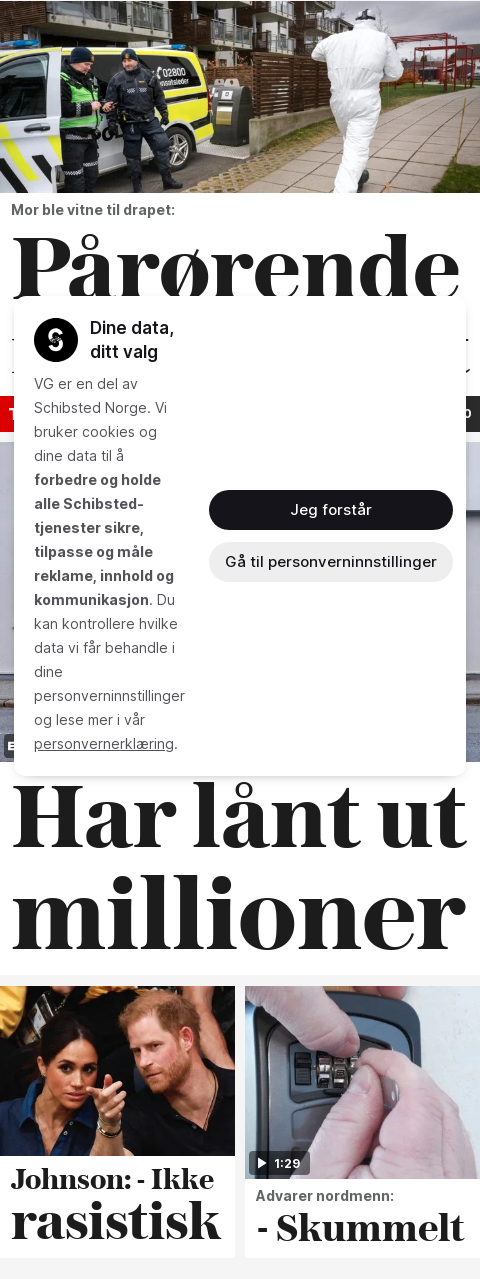 02800
Mor ble vitne til drapet:
Pårørende
Dine data,
ditt valg
VG er en del av
Schibsted Norge. Vi
bruker cookies og
dine data til å
forbedre og holde
alle Schibsted-
tjenester sikre,
tilpasse og måle
reklame, innhold og
kommunikasjon. Du
kan kontrollere hvilke
data vi får behandle i
dine
personverninnstillinger
og lese mer i vår
personvernerklæring.
Jeg forstår
Gå til personverninnstillinger
Har lånt ut
millioner
Johnson: - Ikke
rasistisk
1:29
Advarer nordmenn:
- Skummelt